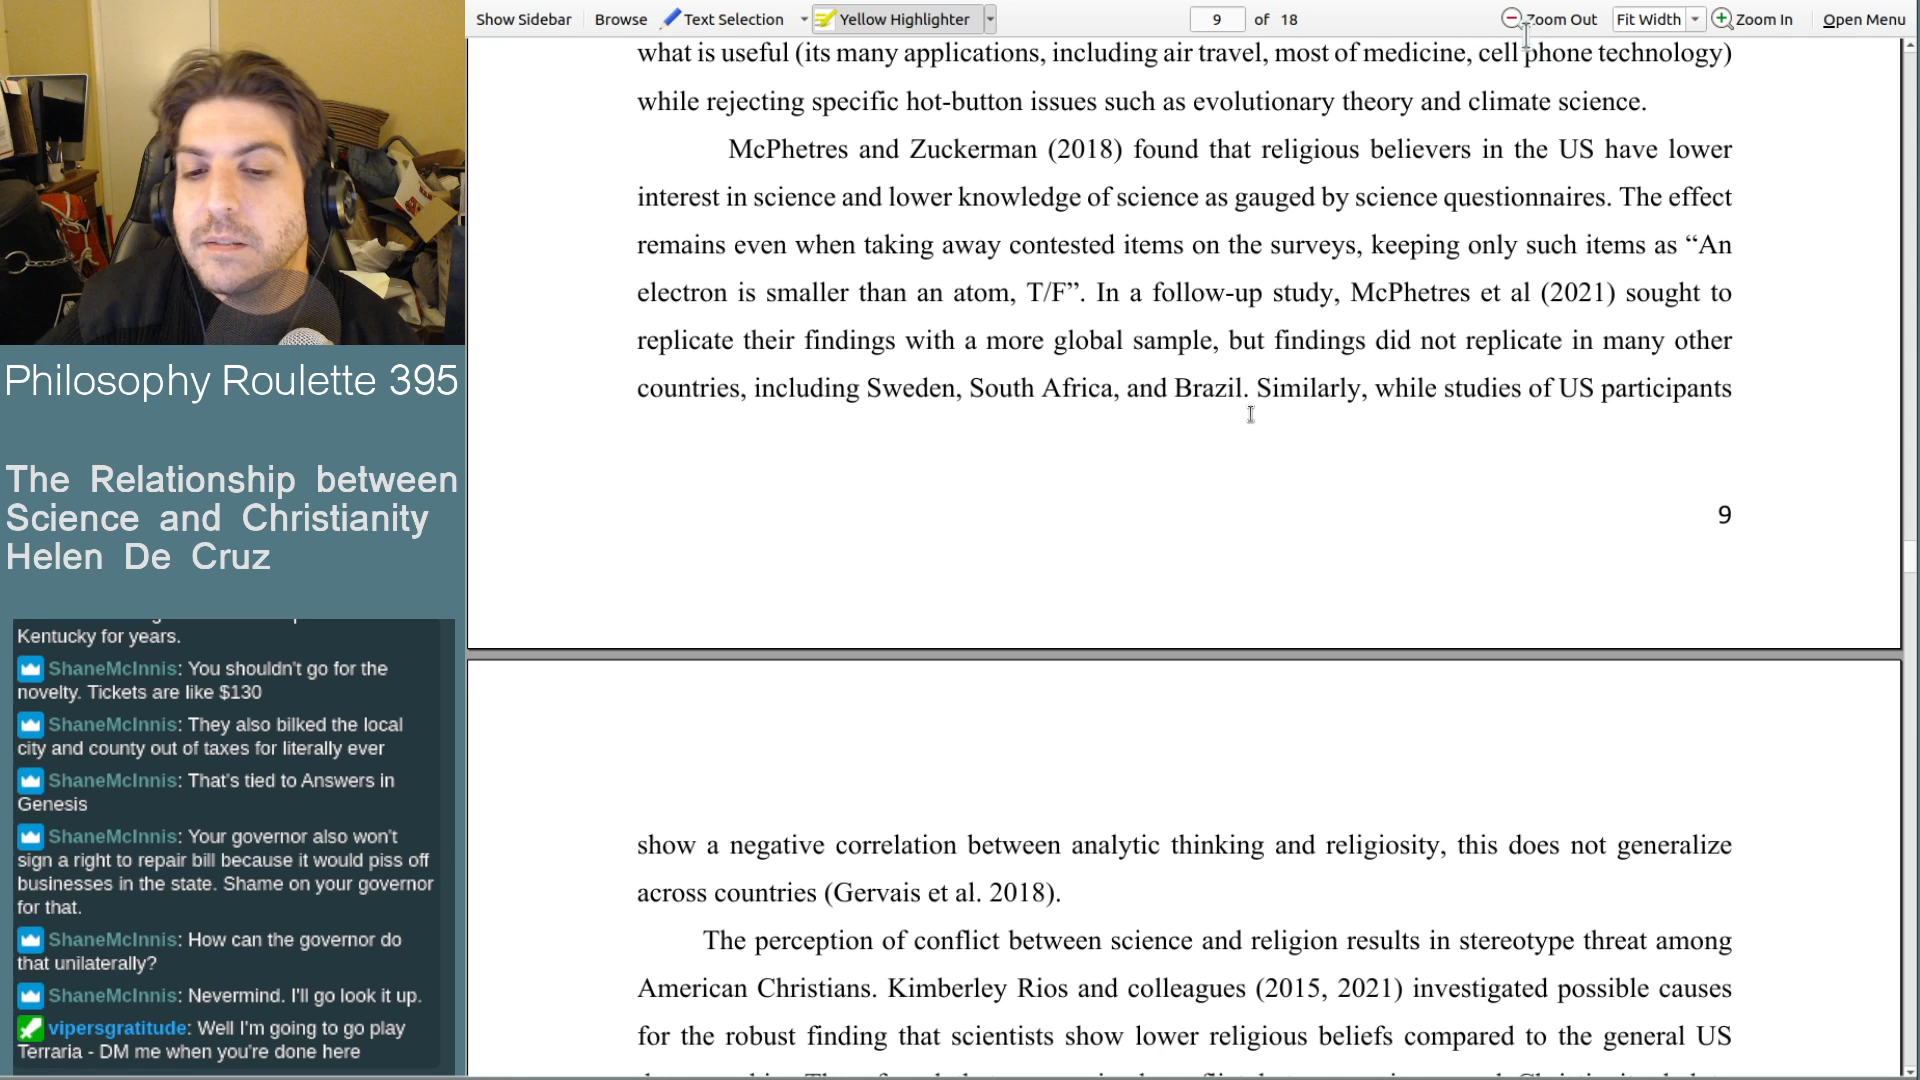 Show Sidebar Browse Text Selection Yellow Highlighter 9 of 18 Zoom Out Fit Width Zoom In Open Menu
what is useful (its many applications, including air travel, most of medicine, cell phone technology)
while rejecting specific hot-button issues such as evolutionary theory and climate science.
McPhetres and Zuckerman (2018) found that religious believers in the US have lower
interest in science and lower knowledge of science as gauged by science questionnaires. The effect
remains even when taking away contested items on the surveys, keeping only such items as “An
electron is smaller than an atom, T/F”. In a follow-up study, McPhetres et al (2021) sought to
replicate their findings with a more global sample, but findings did not replicate in many other
countries, including Sweden, South Africa, and Brazil. Similarly, while studies of US participants
9
show a negative correlation between analytic thinking and religiosity, this does not generalize
across countries (Gervais et al. 2018).
The perception of conflict between science and religion results in stereotype threat among
American Christians. Kimberley Rios and colleagues (2015, 2021) investigated possible causes
for the robust finding that scientists show lower religious beliefs compared to the general US
Philosophy Roulette 395
The Relationship between
Science and Christianity
Helen De Cruz
Kentucky for years.
ShaneMcInnis: You shouldn't go for the
novelty. Tickets are like $130
ShaneMcInnis: They also bilked the local
city and county out of taxes for literally ever
ShaneMcInnis: That's tied to Answers in
Genesis
ShaneMcInnis: Your governor also won't
sign a right to repair bill because it would piss off
businesses in the state. Shame on your governor
for that.
ShaneMcInnis: How can the governor do
that unilaterally?
ShaneMcInnis: Nevermind. I'll go look it up.
vipersgratitude: Well I'm going to go play
Terraria - DM me when you're done here